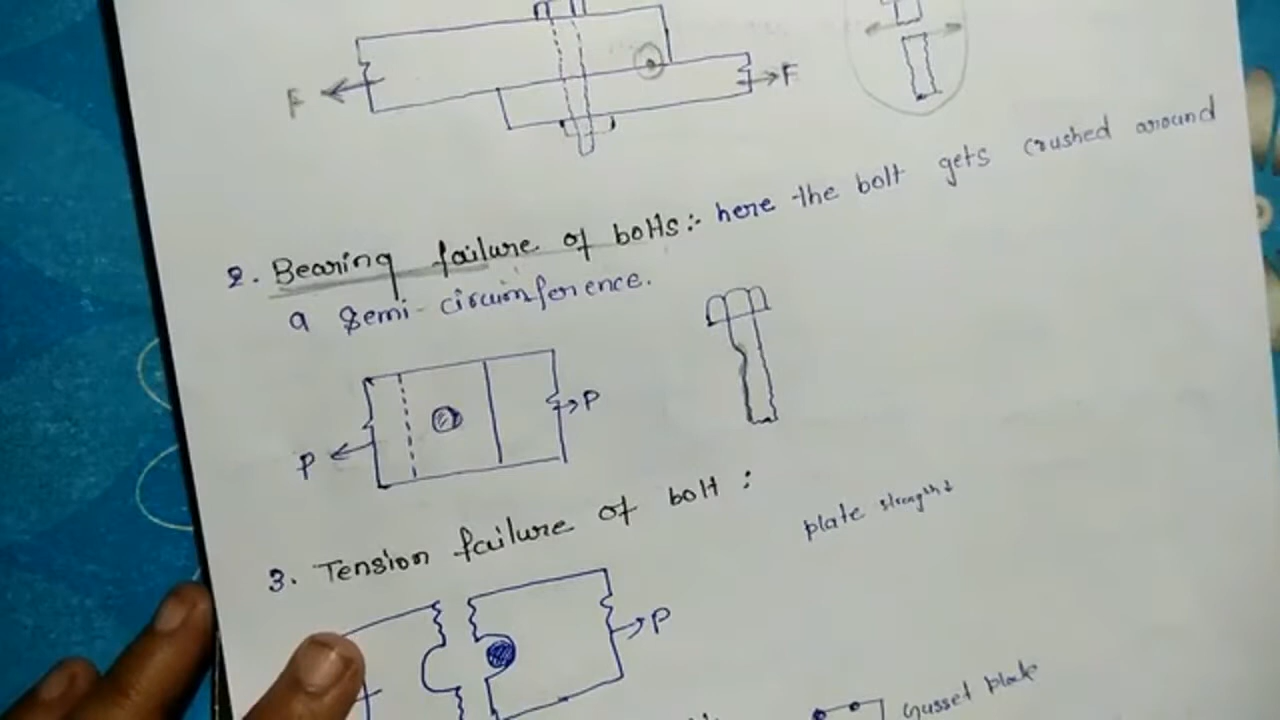 F
F
2. Bearing failure of bolts:- here the bolt gets crushed around
a semi-circumference.
P
P
3. Tension failure of bolt :
plate strength↓
P
Gusset plate